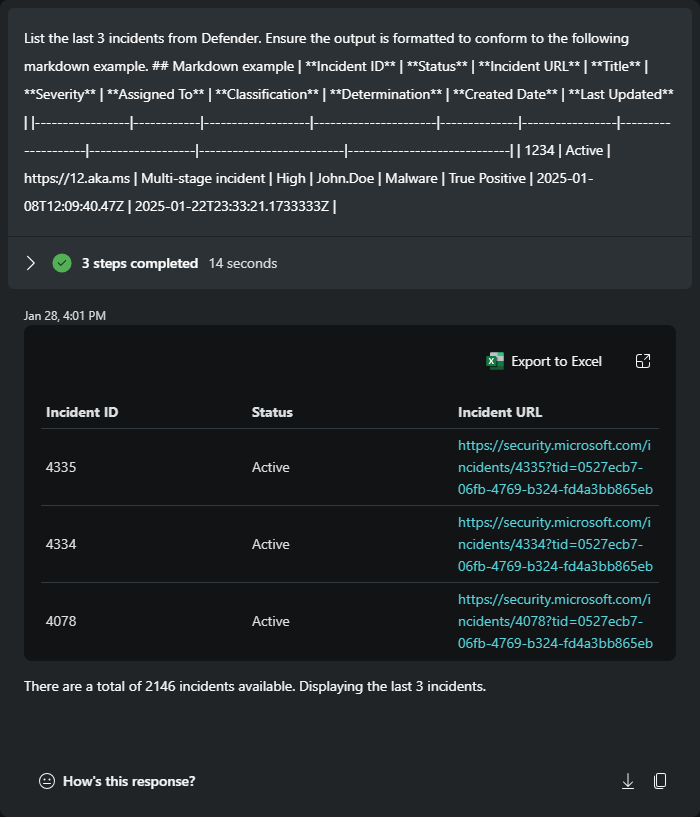 List the last 3 incidents from Defender. Ensure the output is formatted to conform to the following
markdown example. ## Markdown example | **Incident ID** | **Status** | **Incident URL** | **Title** |
**Severity** | **Assigned To** | **Classification** | **Determination** | **Created Date** | **Last Updated**
| |-----------------|------------|-------------------|----------------------|--------------|----------------|---------
-----------|-------------------|--------------------------|-----------------------------| | 1234 | Active |
https://12.aka.ms | Multi-stage incident | High | John.Doe | Malware | True Positive | 2025-01-
08T12:09:40.47Z | 2025-01-22T23:33:21.1733333Z |
3 steps completed 14 seconds
Jan 28, 4:01 PM
Export to Excel
Incident ID Status Incident URL
4335 Active https://security.microsoft.com/i
ncidents/4335?tid=0527ecb7-
06fb-4769-b324-fd4a3bb865eb
4334 Active https://security.microsoft.com/i
ncidents/4334?tid=0527ecb7-
06fb-4769-b324-fd4a3bb865eb
4078 Active https://security.microsoft.com/i
ncidents/4078?tid=0527ecb7-
06fb-4769-b324-fd4a3bb865eb
There are a total of 2146 incidents available. Displaying the last 3 incidents.
How's this response?